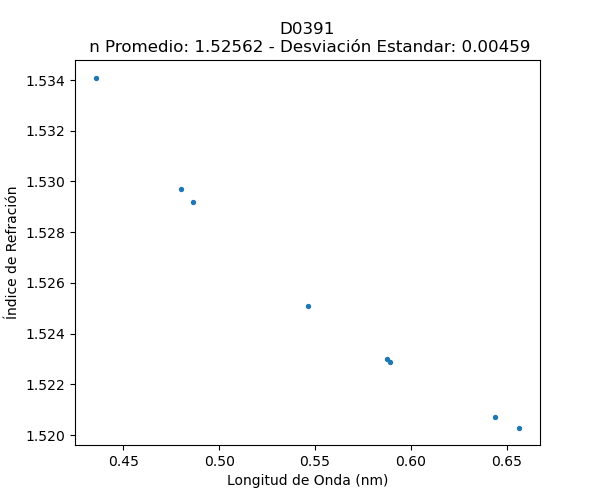 D0391
n Promedio: 1.52562 - Desviación Estandar: 0.00459
1.534
1.532
1.530
1.528
1.526
1.524
1.522
1.520
Índice de Refración
0.45 0.50 0.55 0.60 0.65
Longitud de Onda (nm)